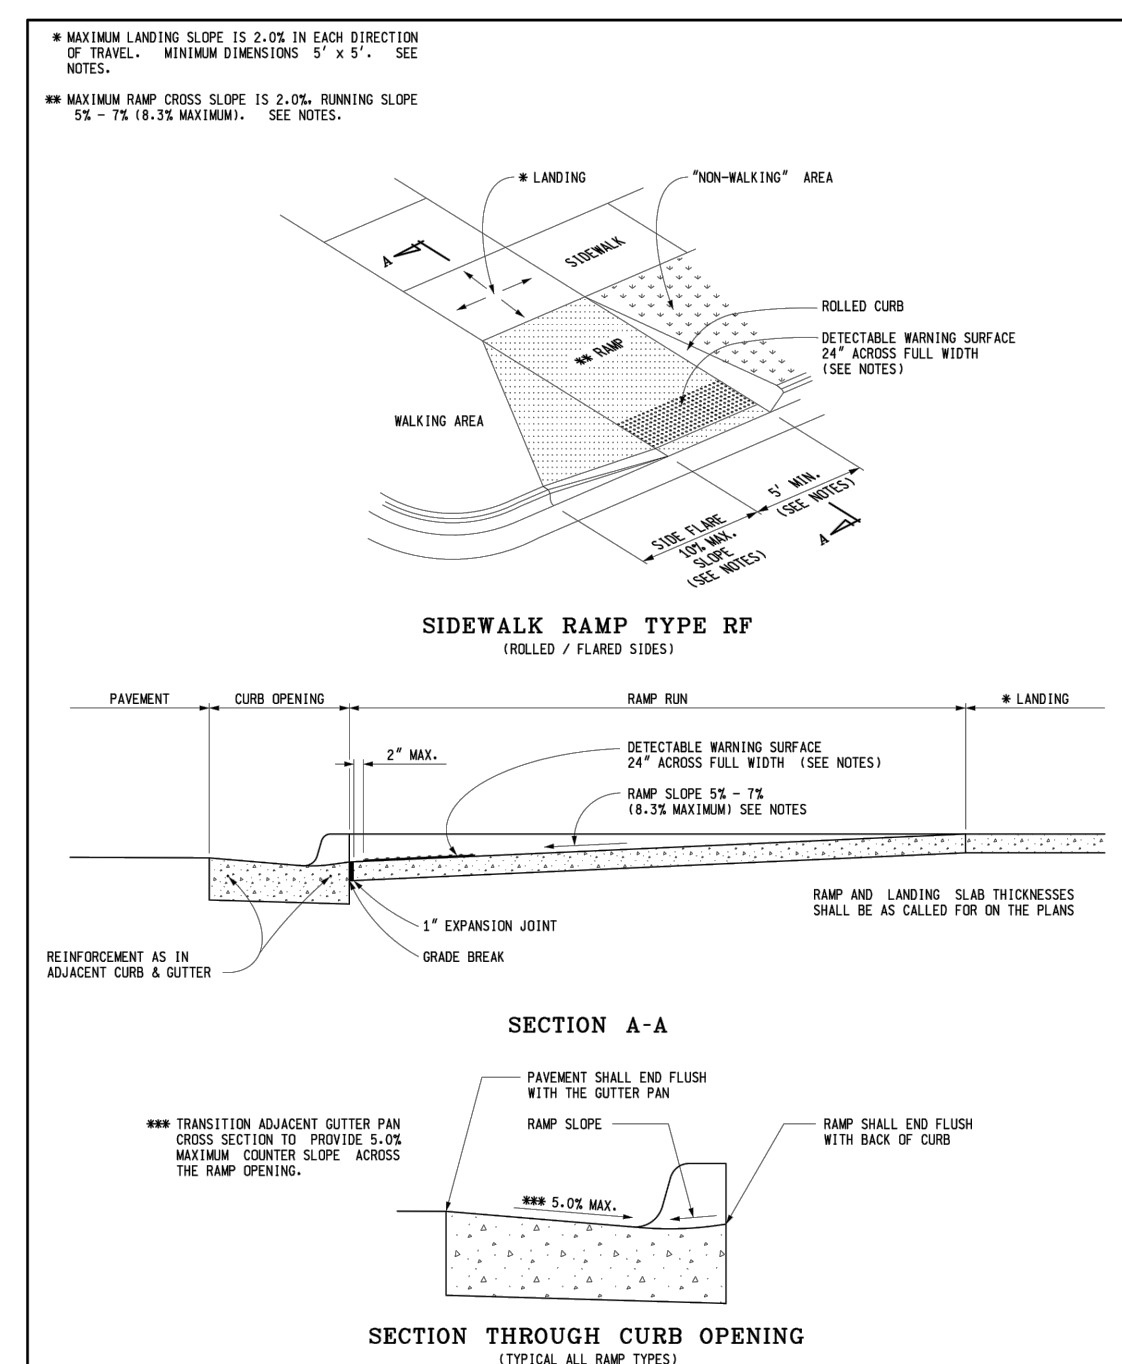 * MAXIMUM LANDING SLOPE IS 2.0% IN EACH DIRECTION
OF TRAVEL. MINIMUM DIMENSIONS 5' x 5'. SEE
NOTES.
** MAXIMUM RAMP CROSS SLOPE IS 2.0%, RUNNING SLOPE
5% - 7% (8.3% MAXIMUM). SEE NOTES.
* LANDING
"NON-WALKING" AREA
A
SIDEWALK
ROLLED CURB
DETECTABLE WARNING SURFACE
24" ACROSS FULL WIDTH
(SEE NOTES)
** RAMP
WALKING AREA
5' MIN.
(SEE NOTES)
SIDE FLARE
10% MAX.
SLOPE
(SEE NOTES)
A
SIDEWALK RAMP TYPE RF
(ROLLED / FLARED SIDES)
PAVEMENT
CURB OPENING
RAMP RUN
* LANDING
2" MAX.
DETECTABLE WARNING SURFACE
24" ACROSS FULL WIDTH (SEE NOTES)
RAMP SLOPE 5% - 7%
(8.3% MAXIMUM) SEE NOTES
RAMP AND LANDING SLAB THICKNESSES
SHALL BE AS CALLED FOR ON THE PLANS
1" EXPANSION JOINT
GRADE BREAK
REINFORCEMENT AS IN
ADJACENT CURB & GUTTER
SECTION A-A
PAVEMENT SHALL END FLUSH
WITH THE GUTTER PAN
*** TRANSITION ADJACENT GUTTER PAN
CROSS SECTION TO PROVIDE 5.0%
MAXIMUM COUNTER SLOPE ACROSS
THE RAMP OPENING.
RAMP SLOPE
RAMP SHALL END FLUSH
WITH BACK OF CURB
*** 5.0% MAX.
SECTION THROUGH CURB OPENING
(TYPICAL ALL RAMP TYPES)